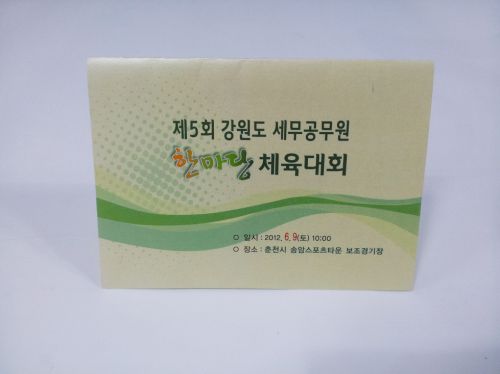 제5회 강원도 세무공무원
한마당 체육대회
○ 일시 : 2012. 6. 9(토) 10:00
○ 장소 : 춘천시 송암스포츠타운 보조경기장